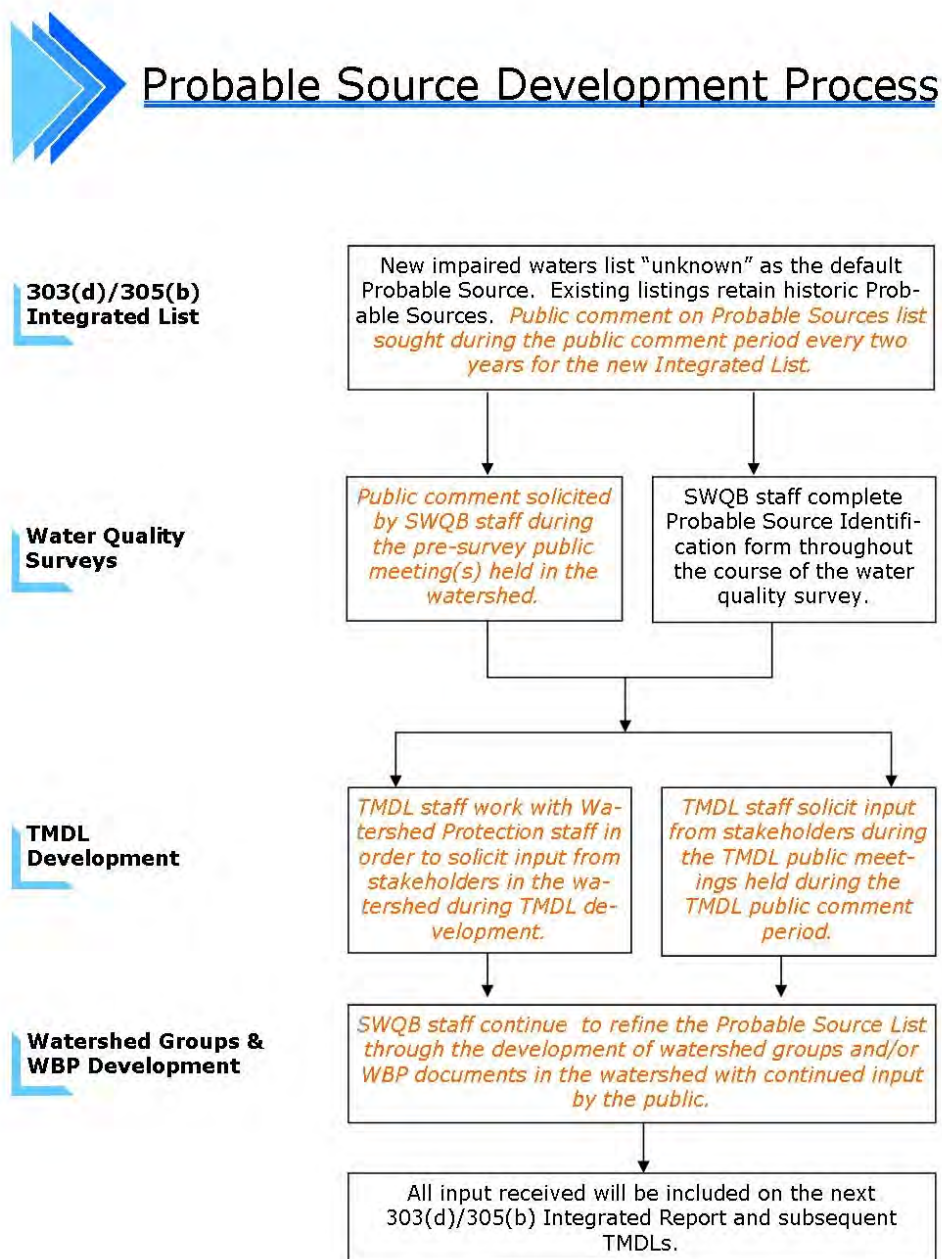 Probable Source Development Process
303(d)/305(b)
Integrated List
New impaired waters list “unknown” as the default
Probable Source. Existing listings retain historic Prob-
able Sources. Public comment on Probable Sources list
sought during the public comment period every two
years for the new Integrated List.
Water Quality
Surveys
Public comment solicited
by SWQB staff during
the pre-survey public
meeting(s) held in the
watershed.
SWQB staff complete
Probable Source Identifi-
cation form throughout
the course of the water
quality survey.
TMDL
Development
TMDL staff work with Wa-
tershed Protection staff in
order to solicit input from
stakeholders in the wa-
tershed during TMDL de-
velopment.
TMDL staff solicit input
from stakeholders during
the TMDL public meet-
ings held during the
TMDL public comment
period.
Watershed Groups &
WBP Development
SWQB staff continue to refine the Probable Source List
through the development of watershed groups and/or
WBP documents in the watershed with continued input
by the public.
All input received will be included on the next
303(d)/305(b) Integrated Report and subsequent
TMDLs.